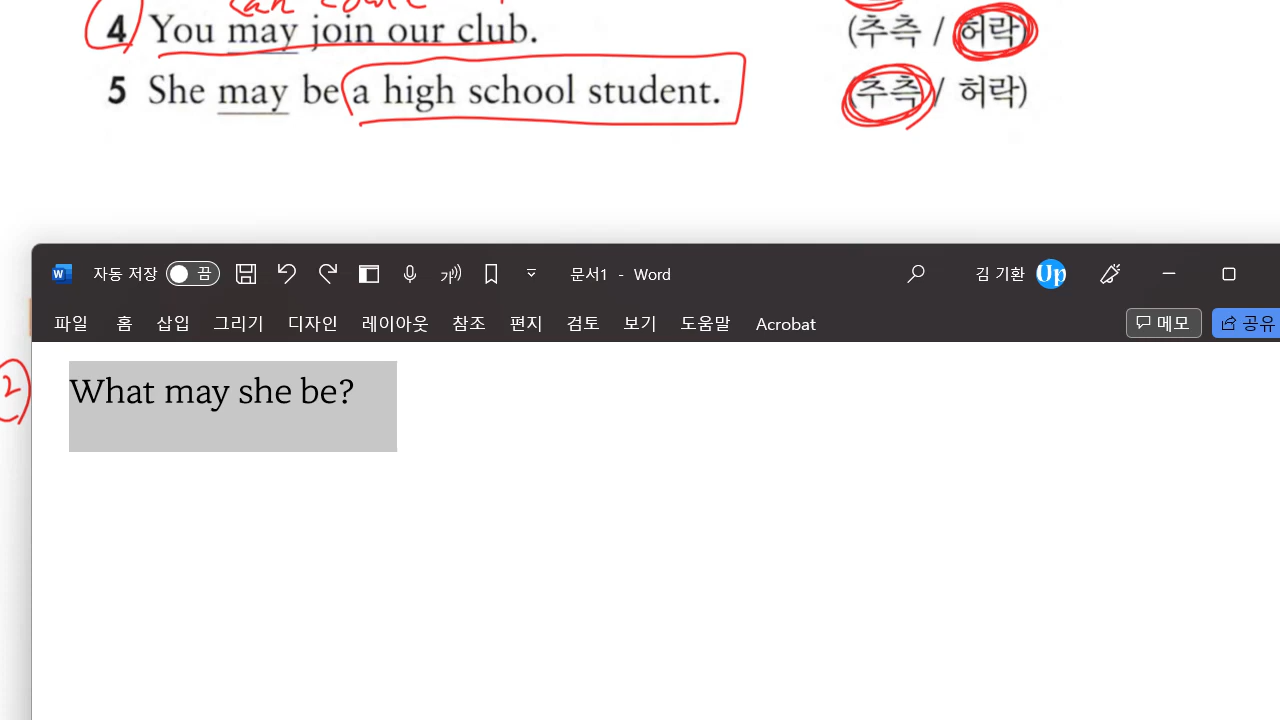 can
4 You may join our club. (추측 / 허락)
5 She may be a high school student. (추측 / 허락)
자동 저장 끔 가 문서1 - Word 김 기환 Up
파일 홈 삽입 그리기 디자인 레이아웃 참조 편지 검토 보기 도움말 Acrobat 메모 공유
2
What may she be?